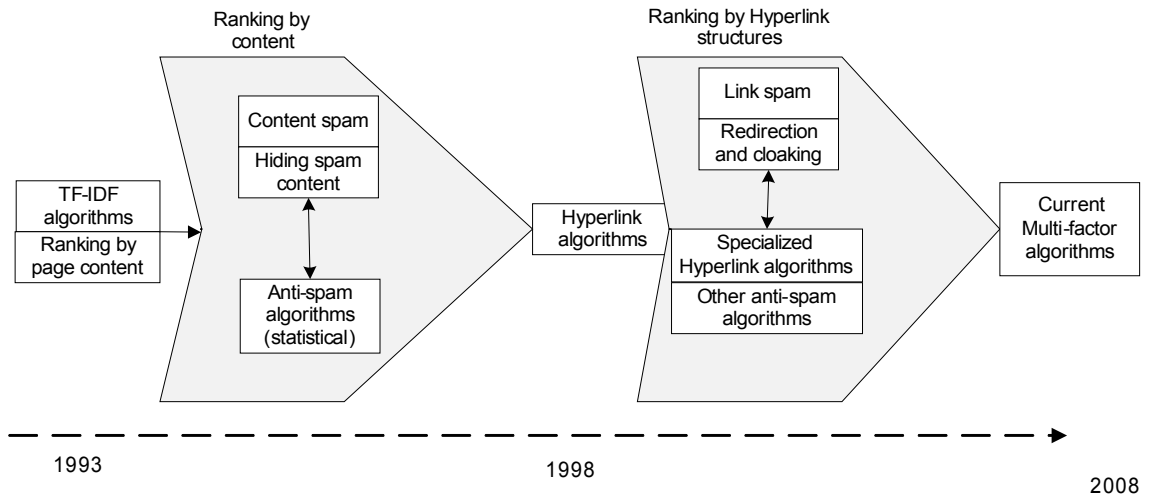 Ranking by
content
Ranking by Hyperlink
structures
Content spam
Hiding spam
content
Link spam
Redirection
and cloaking
TF-IDF
algorithms
Ranking by
page content
Hyperlink
algorithms
Current
Multi-factor
algorithms
Anti-spam
algorithms
(statistical)
Specialized
Hyperlink algorithms
Other anti-spam
algorithms
1993
1998
2008